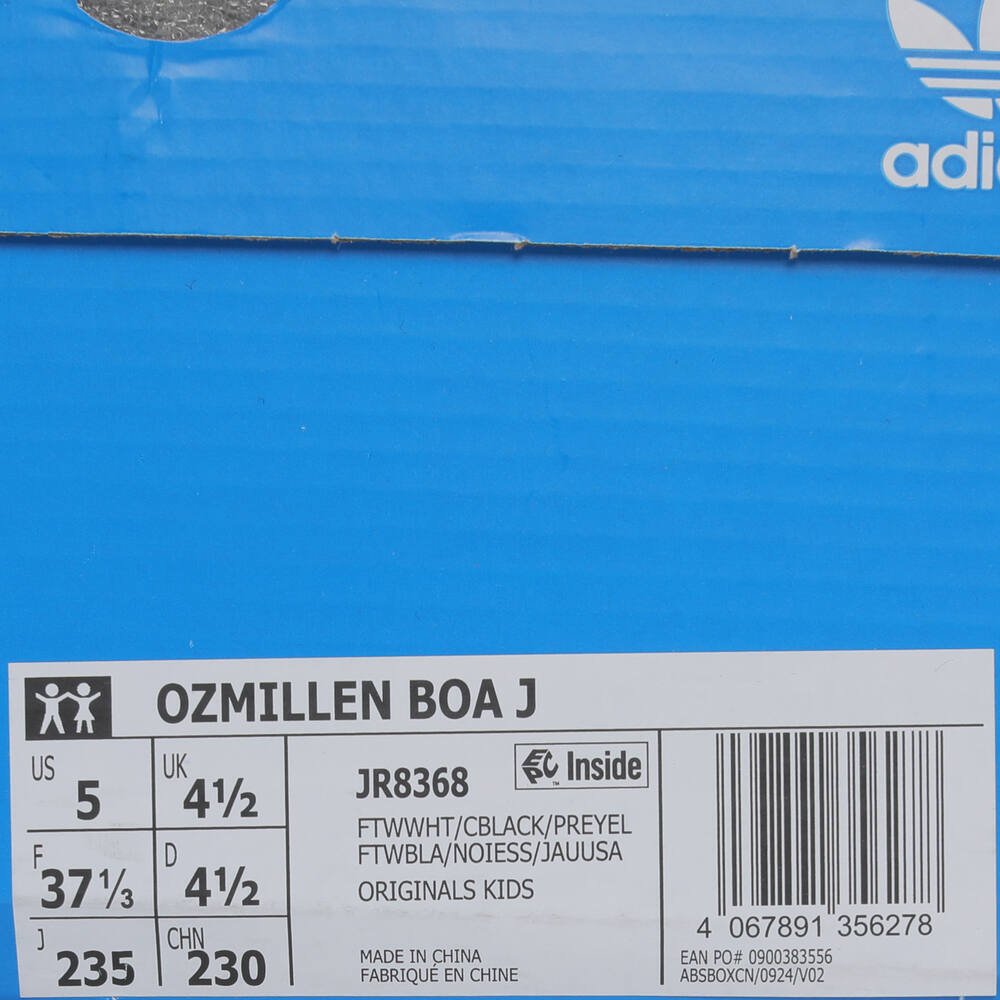 adi
OZMILLEN BOA J
US 5
UK 4½
F 37⅓
D 4½
J 235
CHN 230
JR8368
EPC Inside
™
FTWWHT/CBLACK/PREYEL
FTWBLA/NOIESS/JAUUSA
ORIGINALS KIDS
MADE IN CHINA
FABRIQUÉ EN CHINE
4 067891 356278
EAN PO# 0900383556
ABSBOXCN/0924/V02